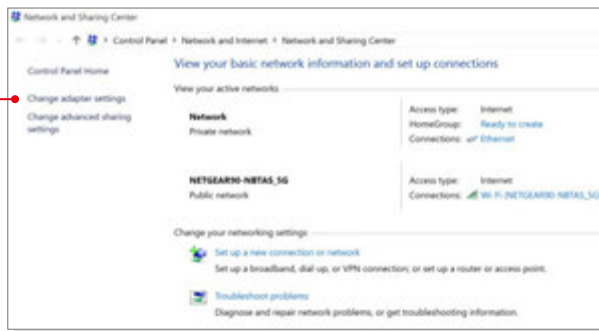 Network and Sharing Center
Control Panel > Network and Internet > Network and Sharing Center
Control Panel Home
Change adapter settings
Change advanced sharing
settings
View your basic network information and set up connections
View your active networks
Network
Private network
Access type: Internet
HomeGroup: Ready to create
Connections: Ethernet
NETGEAR90-NBTAS_5G
Public network
Access type: Internet
Connections: Wi-Fi (NETGEAR90-NBTAS_5G
Change your networking settings
Set up a new connection or network
Set up a broadband, dial-up, or VPN connection; or set up a router or access point.
Troubleshoot problems
Diagnose and repair network problems, or get troubleshooting information.